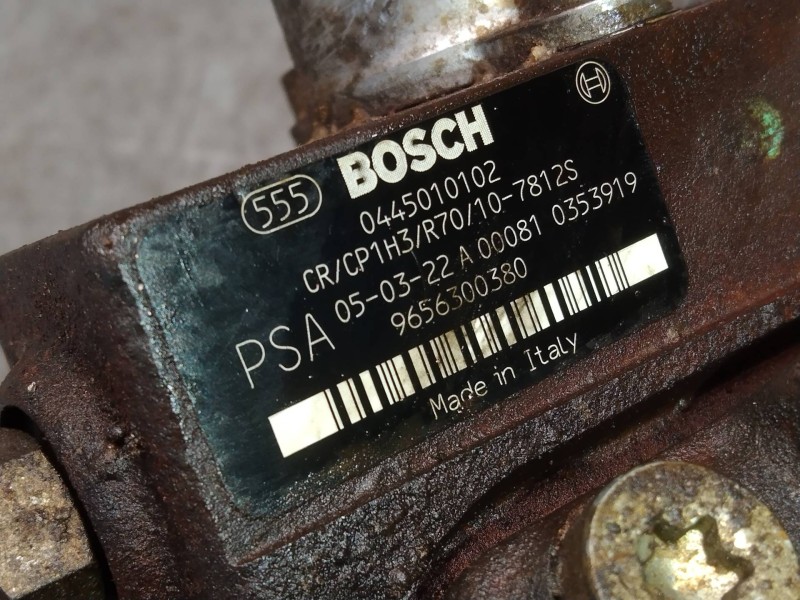 555 BOSCH
0445010102
CR/CP1H3/R70/10-7812S
PSA 05-03-22 A 00081 0353919
9656300380
Made in Italy